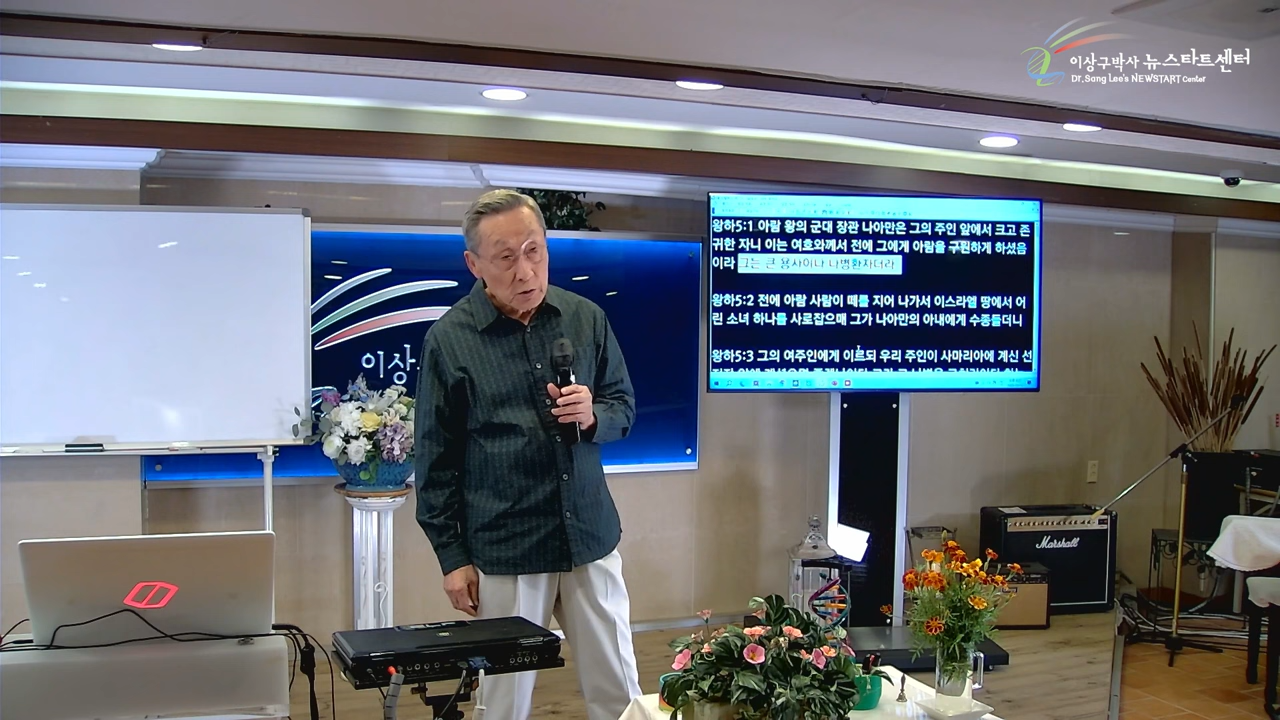 이상구박사 뉴스타트센터
Dr. Sang Lee's NEWSTART Center
왕하5:1 아람 왕의 군대 장관 나아만은 그의 주인 앞에서 크고 존
귀한 자니 이는 여호와께서 전에 그에게 아람을 구원하게 하셨음
이라 그는 큰 용사이나 나병환자더라
왕하5:2 전에 아람 사람이 떼를 지어 나가서 이스라엘 땅에서 어
린 소녀 하나를 사로잡으매 그가 나아만의 아내에게 수종들더니
왕하5:3 그의 여주인에게 이르되 우리 주인이 사마리아에 계신 선
이상
Marshall